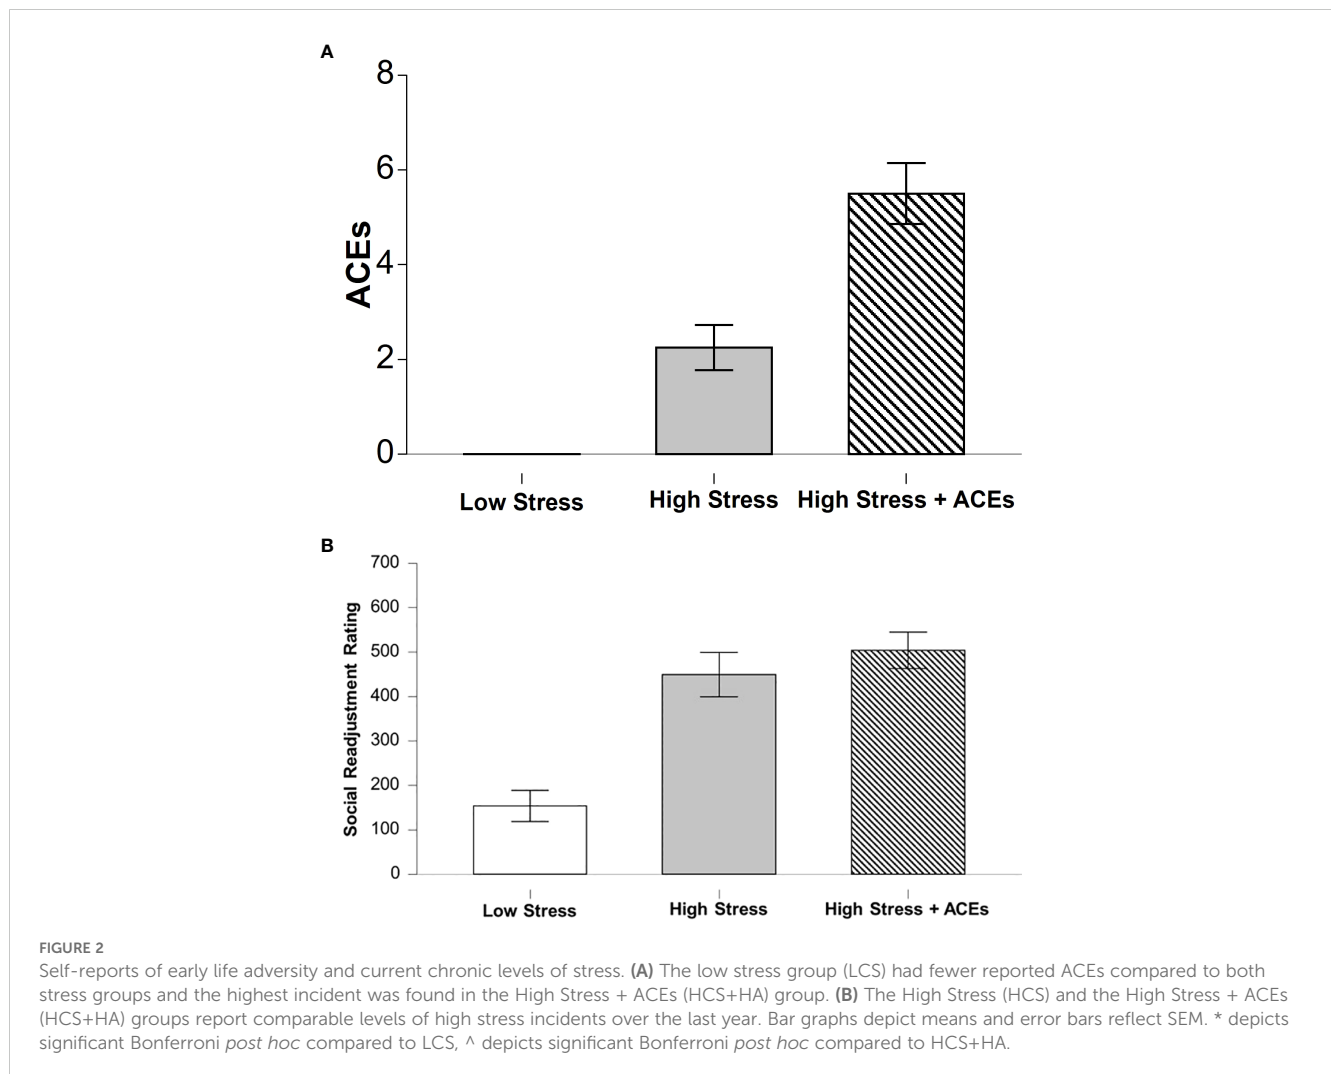 A
8
6
4
2
0
ACEs
Low Stress
High Stress
High Stress + ACEs
B
700
600
500
400
300
200
100
0
Social Readjustment Rating
Low Stress
High Stress
High Stress + ACEs
FIGURE 2
Self-reports of early life adversity and current chronic levels of stress. (A) The low stress group (LCS) had fewer reported ACEs compared to both
stress groups and the highest incident was found in the High Stress + ACEs (HCS+HA) group. (B) The High Stress (HCS) and the High Stress + ACEs
(HCS+HA) groups report comparable levels of high stress incidents over the last year. Bar graphs depict means and error bars reflect SEM. * depicts
significant Bonferroni post hoc compared to LCS, ^ depicts significant Bonferroni post hoc compared to HCS+HA.